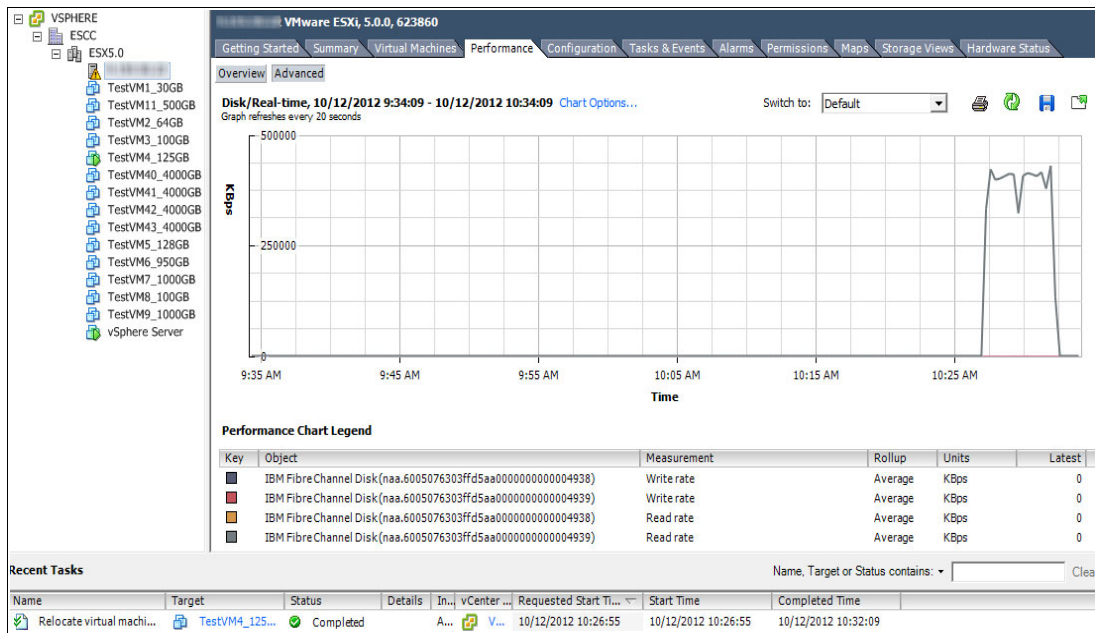 VSPHERE
ESCC
ESX5.0
TestVM1_30GB
TestVM11_500GB
TestVM2_64GB
TestVM3_100GB
TestVM4_125GB
TestVM40_4000GB
TestVM41_4000GB
TestVM42_4000GB
TestVM43_4000GB
TestVM5_128GB
TestVM6_950GB
TestVM7_1000GB
TestVM8_100GB
TestVM9_1000GB
vSphere Server
VMware ESXi, 5.0.0, 623860
Getting Started Summary Virtual Machines Performance Configuration Tasks & Events Alarms Permissions Maps Storage Views Hardware Status
Overview Advanced
Disk/Real-time, 10/12/2012 9:34:09 - 10/12/2012 10:34:09 Chart Options... Switch to: Default
Graph refreshes every 20 seconds
500000
KBps
250000
0
9:35 AM 9:45 AM 9:55 AM 10:05 AM 10:15 AM 10:25 AM
Time
Performance Chart Legend
Key Object Measurement Rollup Units Latest
IBM Fibre Channel Disk (naa.6005076303ffd5aa0000000000004938) Write rate Average KBps 0
IBM Fibre Channel Disk (naa.6005076303ffd5aa0000000000004939) Write rate Average KBps 0
IBM Fibre Channel Disk (naa.6005076303ffd5aa0000000000004938) Read rate Average KBps 0
IBM Fibre Channel Disk (naa.6005076303ffd5aa0000000000004939) Read rate Average KBps 0
Recent Tasks Name, Target or Status contains: Clea
Name Target Status Details In... vCenter ... Requested Start Ti... Start Time Completed Time
Relocate virtual machi... TestVM4_125... Completed A... V... 10/12/2012 10:26:55 10/12/2012 10:26:55 10/12/2012 10:32:09